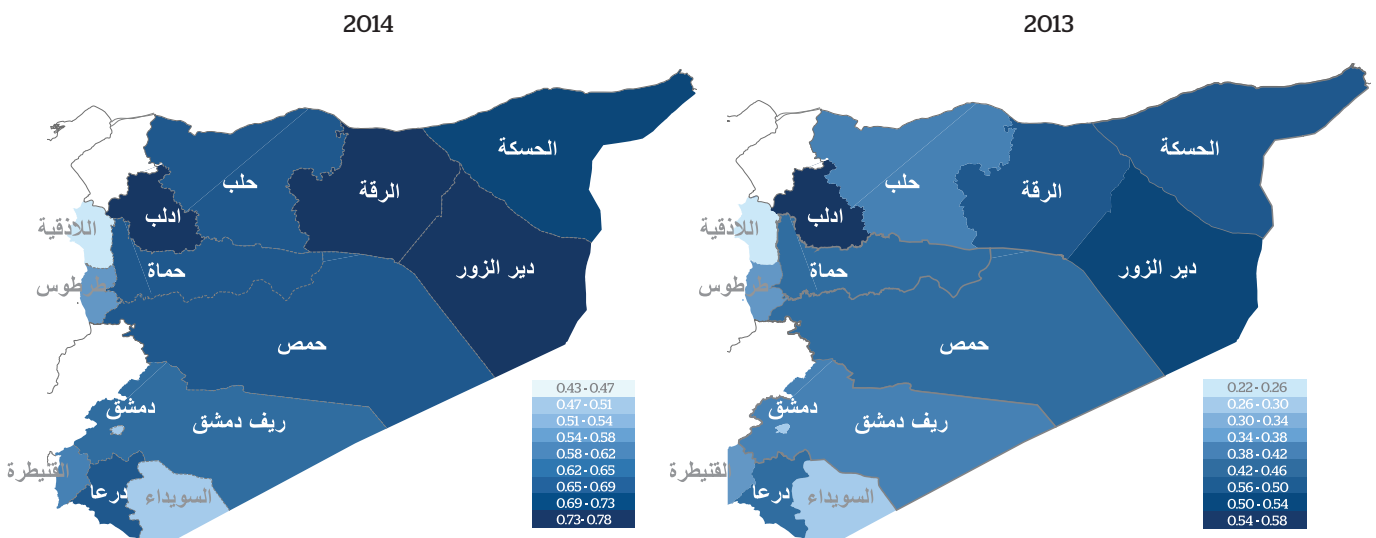 2014
2013
الحسكة
حلب
الرقة
ادلب
اللاذقية
دير الزور
حماة
طرطوس
حمص
دمشق
ريف دمشق
القنيطرة
درعا
السويداء
0.43 - 0.47
0.47 - 0.51
0.51 - 0.54
0.54 - 0.58
0.58 - 0.62
0.62 - 0.65
0.65 - 0.69
0.69 - 0.73
0.73 - 0.78
الحسكة
حلب
الرقة
ادلب
اللاذقية
دير الزور
حماة
طرطوس
حمص
دمشق
ريف دمشق
القنيطرة
درعا
السويداء
0.22 - 0.26
0.26 - 0.30
0.30 - 0.34
0.34 - 0.38
0.38 - 0.42
0.42 - 0.46
0.56 - 0.50
0.50 - 0.54
0.54 - 0.58